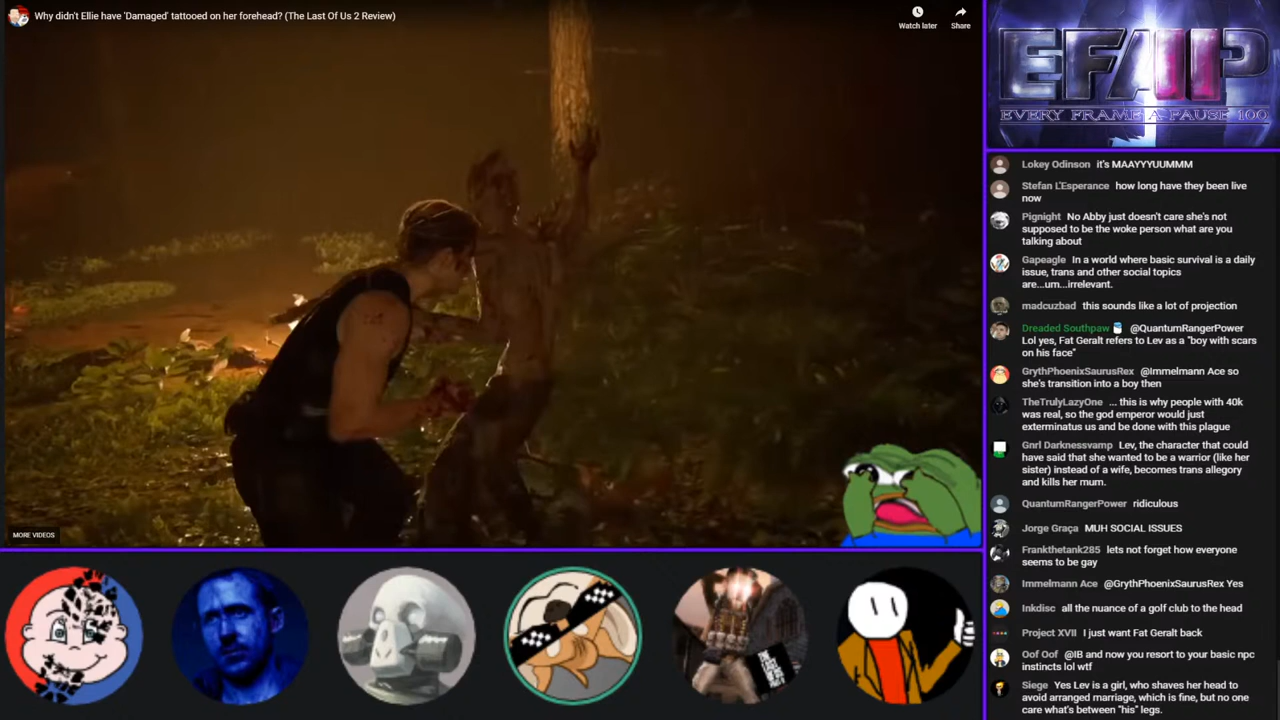 Why didn't Ellie have 'Damaged' tattooed on her forehead? (The Last Of Us 2 Review)
Watch later
Share
EFAP
EVERY FRAME A PAUSE 100
Lokey Odinson it's MAAYYYUUMMM
Stefan L'Esperance how long have they been live
now
Pignight No Abby just doesn't care she's not
supposed to be the woke person what are you
talking about
Gapeagle In a world where basic survival is a daily
issue, trans and other social topics
are...um...irrelevant.
madcuzbad this sounds like a lot of projection
Dreaded Southpaw @QuantumRangerPower
Lol yes, Fat Geralt refers to Lev as a "boy with scars
on his face"
GrythPhoenixSaurusRex @Immelmann Ace so
she's transition into a boy then
TheTrulyLazyOne ... this is why people with 40k
was real, so the god emperor would just
exterminatus us and be done with this plague
Gnrl Darknessvamp Lev, the character that could
have said that she wanted to be a warrior (like her
sister) instead of a wife, becomes trans allegory
and kills her mum.
QuantumRangerPower ridiculous
Jorge Graça MUH SOCIAL ISSUES
Frankthetank285 lets not forget how everyone
seems to be gay
Immelmann Ace @GrythPhoenixSaurusRex Yes
Inkdisc all the nuance of a golf club to the head
Project XVII I just want Fat Geralt back
Oof Oof @IB and now you resort to your basic npc
instincts lol wtf
Siege Yes Lev is a girl, who shaves her head to
avoid arranged marriage, which is fine, but no one
care what's between "his" legs.
MORE VIDEOS